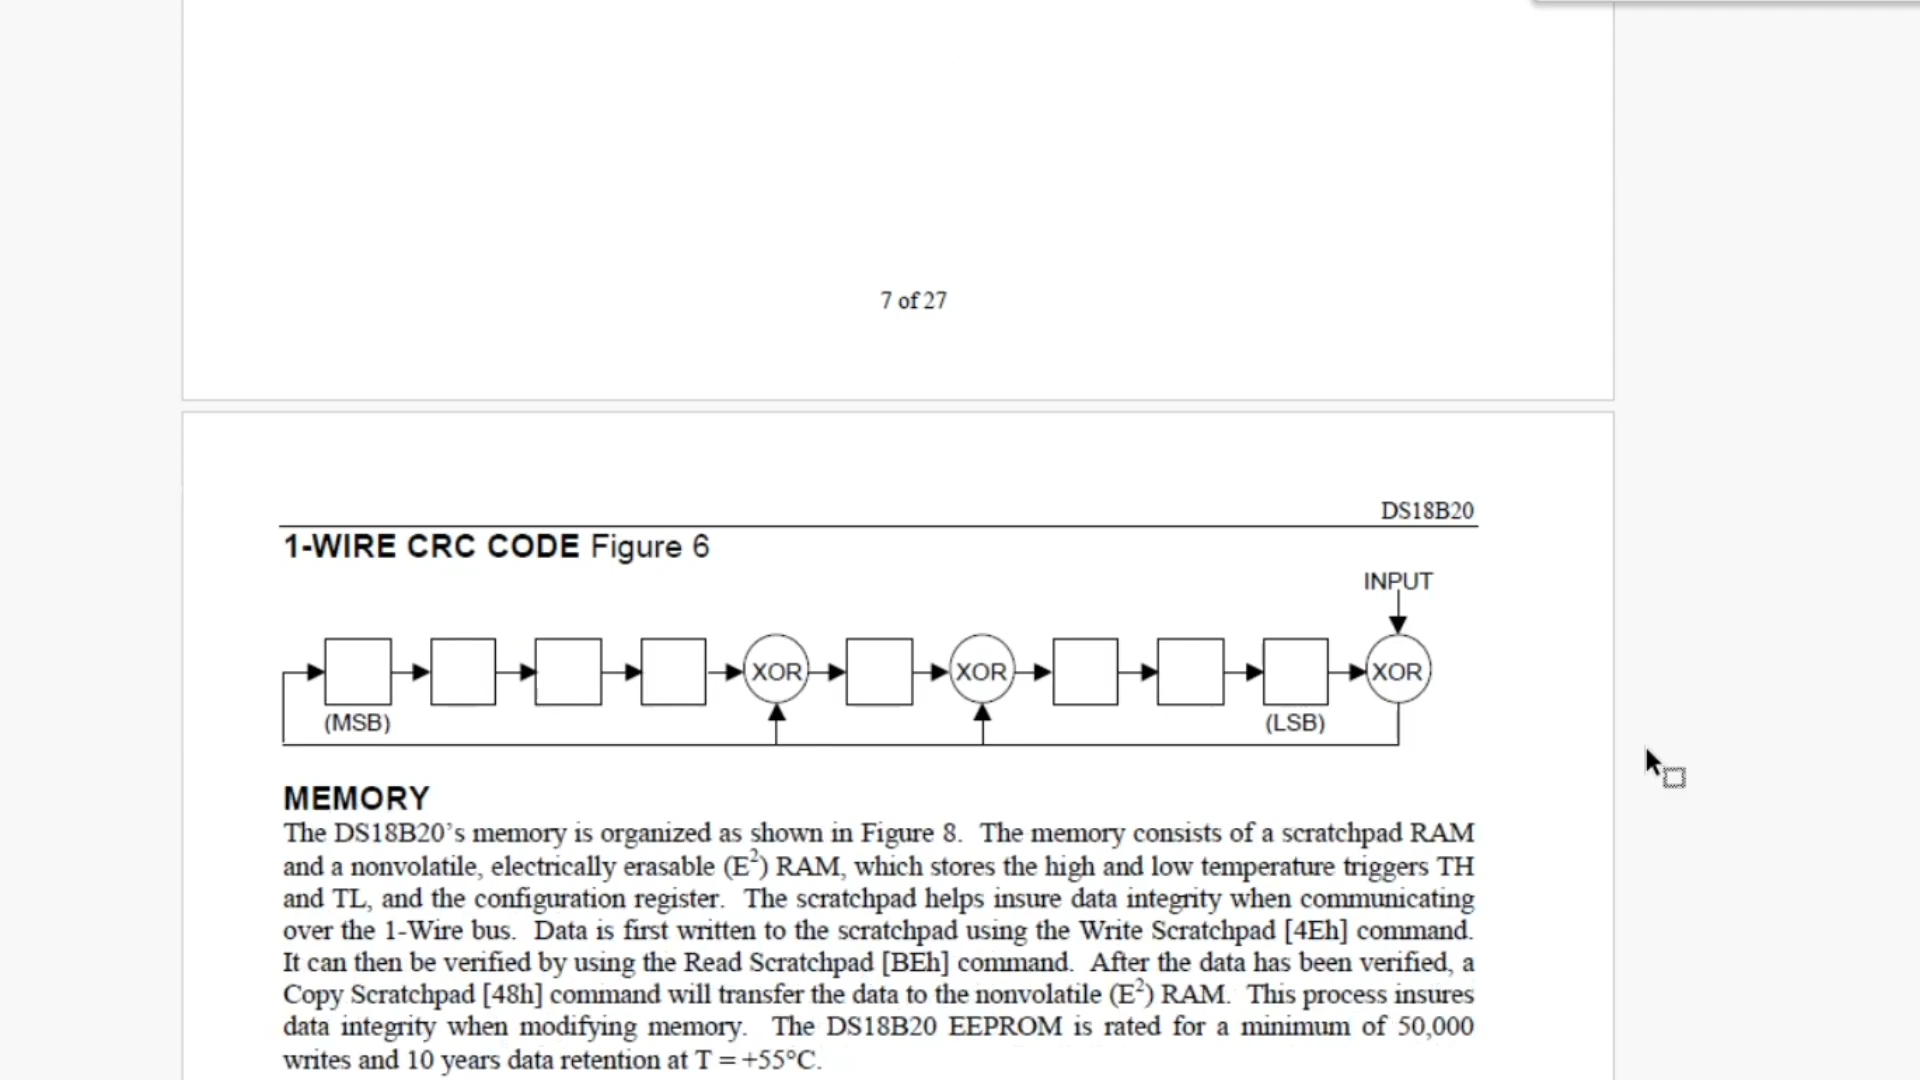 7 of 27
DS18B20
1-WIRE CRC CODE Figure 6
INPUT
XOR XOR XOR
(MSB) (LSB)
MEMORY
The DS18B20's memory is organized as shown in Figure 8. The memory consists of a scratchpad RAM
and a nonvolatile, electrically erasable (E²) RAM, which stores the high and low temperature triggers TH
and TL, and the configuration register. The scratchpad helps insure data integrity when communicating
over the 1-Wire bus. Data is first written to the scratchpad using the Write Scratchpad [4Eh] command.
It can then be verified by using the Read Scratchpad [BEh] command. After the data has been verified, a
Copy Scratchpad [48h] command will transfer the data to the nonvolatile (E²) RAM. This process insures
data integrity when modifying memory. The DS18B20 EEPROM is rated for a minimum of 50,000
writes and 10 years data retention at T = +55°C.